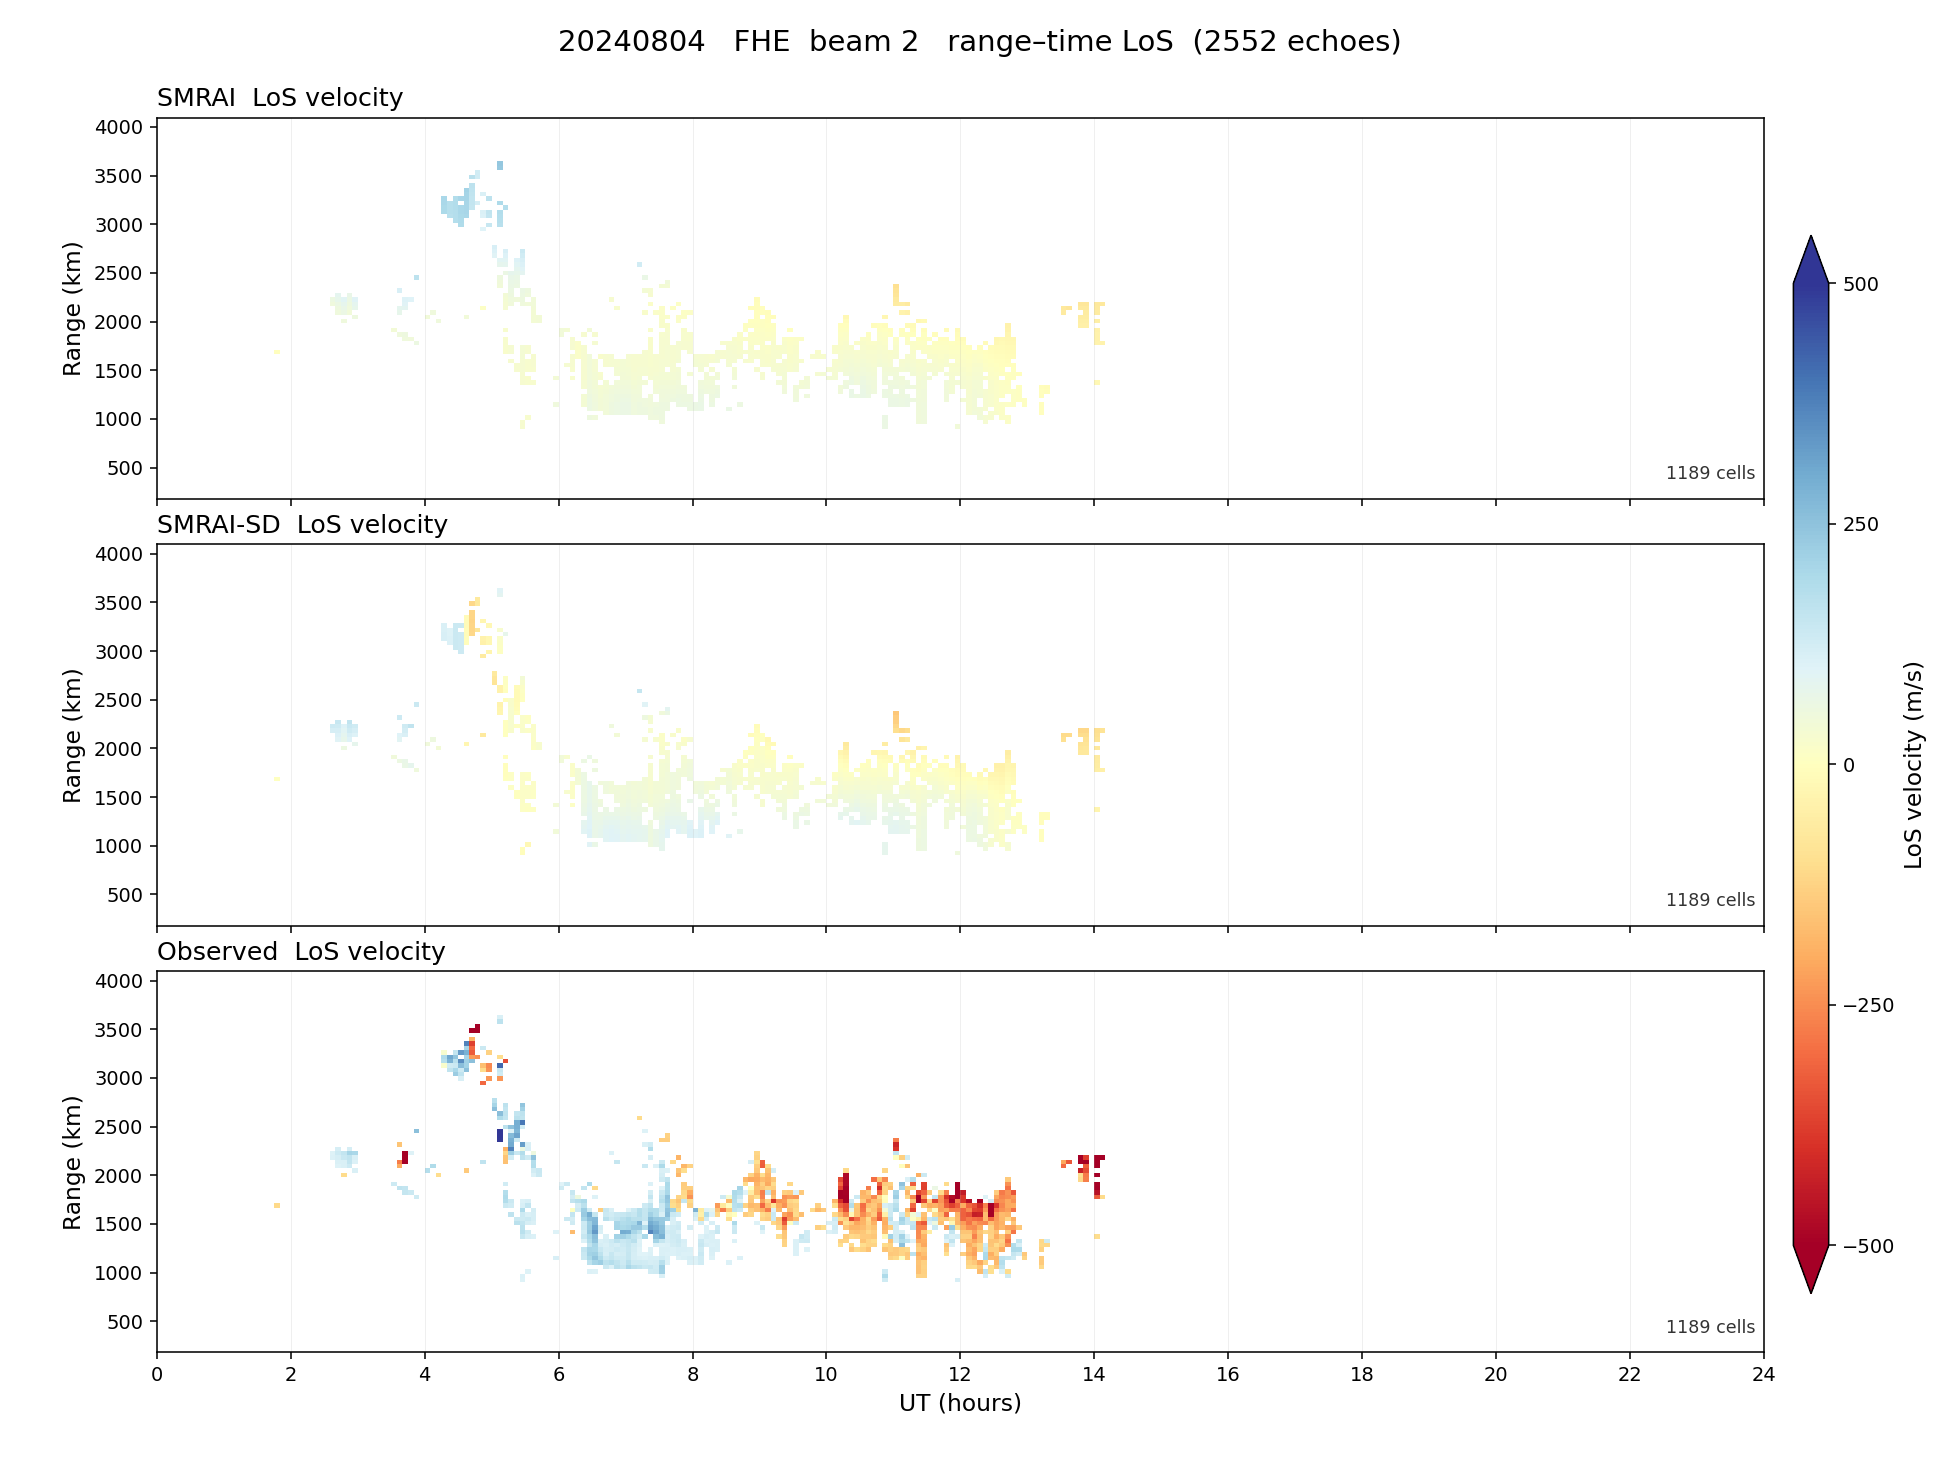 20240804   FHE  beam 2   range–time LoS  (2552 echoes)
SMRAI  LoS velocity
4000
3500
3000
2500
2000
1500
1000
500
Range (km)
1189 cells
SMRAI-SD  LoS velocity
4000
3500
3000
2500
2000
1500
1000
500
Range (km)
1189 cells
Observed  LoS velocity
4000
3500
3000
2500
2000
1500
1000
500
Range (km)
1189 cells
0 2 4 6 8 10 12 14 16 18 20 22 24
UT (hours)
500
250
0
−250
−500
LoS velocity (m/s)